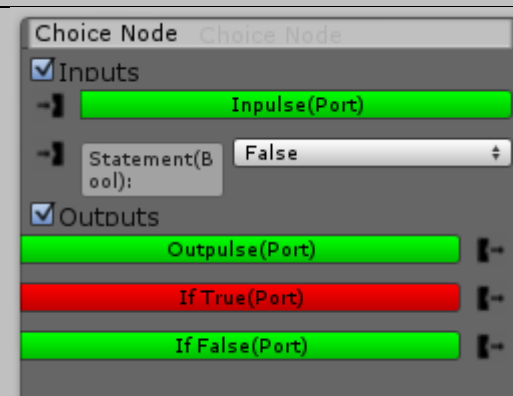 Choice Node Choice Node
Inputs
Inpulse(Port)
Statement(B
ool):
False
Outputs
Outpulse(Port)
If True(Port)
If False(Port)